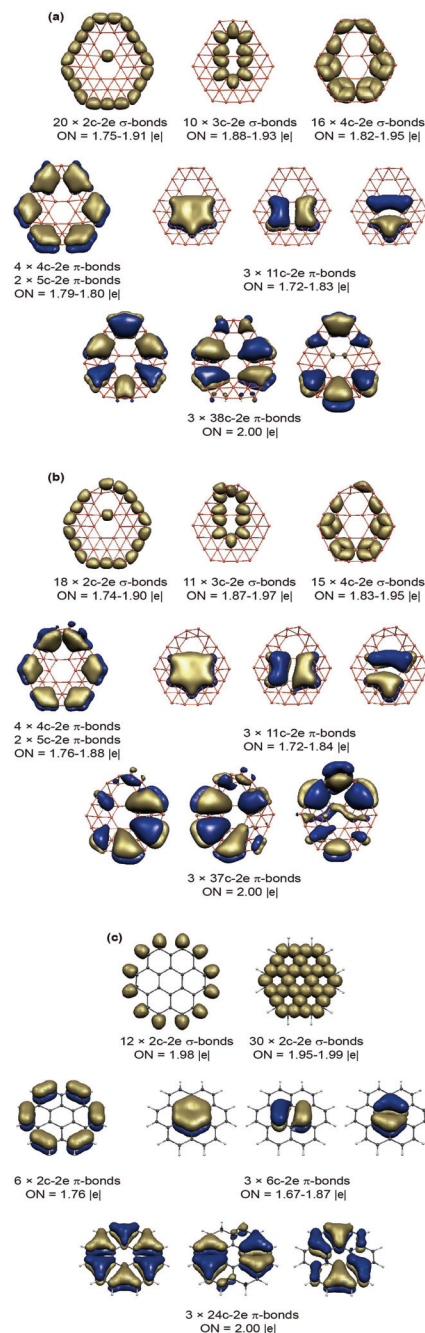 (a)
20 × 2c-2e σ-bonds 10 × 3c-2e σ-bonds 16 × 4c-2e σ-bonds
ON = 1.75-1.91 |e| ON = 1.88-1.93 |e| ON = 1.82-1.95 |e|
4 × 4c-2e π-bonds
2 × 5c-2e π-bonds
ON = 1.79-1.80 |e|
3 × 11c-2e π-bonds
ON = 1.72-1.83 |e|
3 × 38c-2e π-bonds
ON = 2.00 |e|
(b)
18 × 2c-2e σ-bonds 11 × 3c-2e σ-bonds 15 × 4c-2e σ-bonds
ON = 1.74-1.90 |e| ON = 1.87-1.97 |e| ON = 1.83-1.95 |e|
4 × 4c-2e π-bonds
2 × 5c-2e π-bonds
ON = 1.76-1.88 |e|
3 × 11c-2e π-bonds
ON = 1.72-1.84 |e|
3 × 37c-2e π-bonds
ON = 2.00 |e|
(c)
12 × 2c-2e σ-bonds 30 × 2c-2e σ-bonds
ON = 1.98 |e| ON = 1.95-1.99 |e|
6 × 2c-2e π-bonds 3 × 6c-2e π-bonds
ON = 1.76 |e| ON = 1.67-1.87 |e|
3 × 24c-2e π-bonds
ON = 2.00 |e|